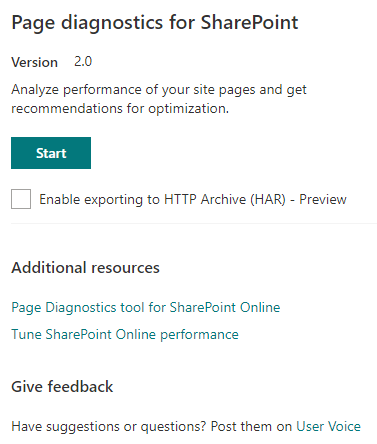 Page diagnostics for SharePoint
Version 2.0
Analyze performance of your site pages and get
recommendations for optimization.
Start
Enable exporting to HTTP Archive (HAR) - Preview
Additional resources
Page Diagnostics tool for SharePoint Online
Tune SharePoint Online performance
Give feedback
Have suggestions or questions? Post them on User Voice